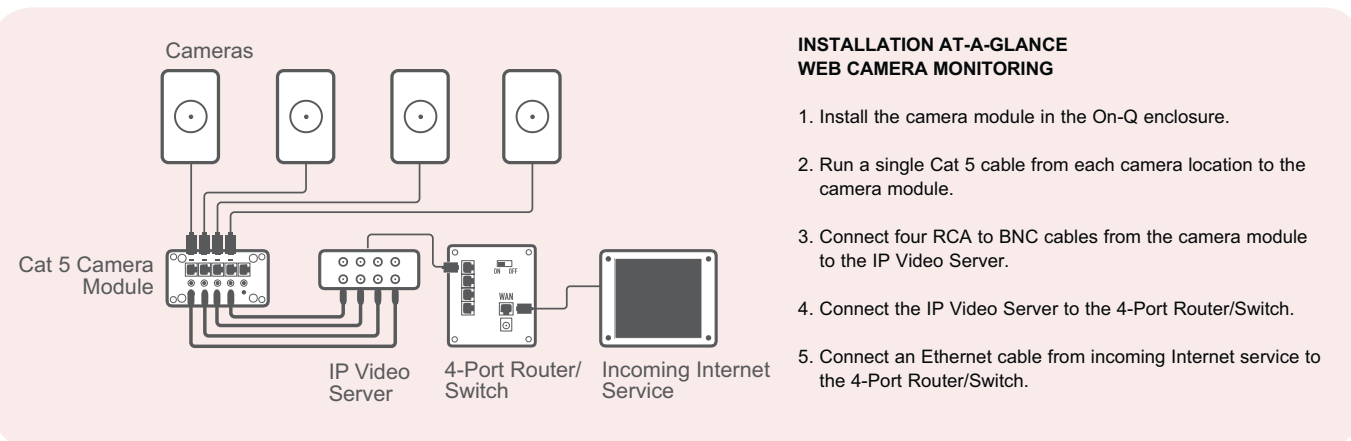 Cameras
Cat 5 Camera
Module
ON OFF
WAN
IP Video
Server
4-Port Router/
Switch
Incoming Internet
Service
INSTALLATION AT-A-GLANCE
WEB CAMERA MONITORING
1. Install the camera module in the On-Q enclosure.
2. Run a single Cat 5 cable from each camera location to the
camera module.
3. Connect four RCA to BNC cables from the camera module
to the IP Video Server.
4. Connect the IP Video Server to the 4-Port Router/Switch.
5. Connect an Ethernet cable from incoming Internet service to
the 4-Port Router/Switch.